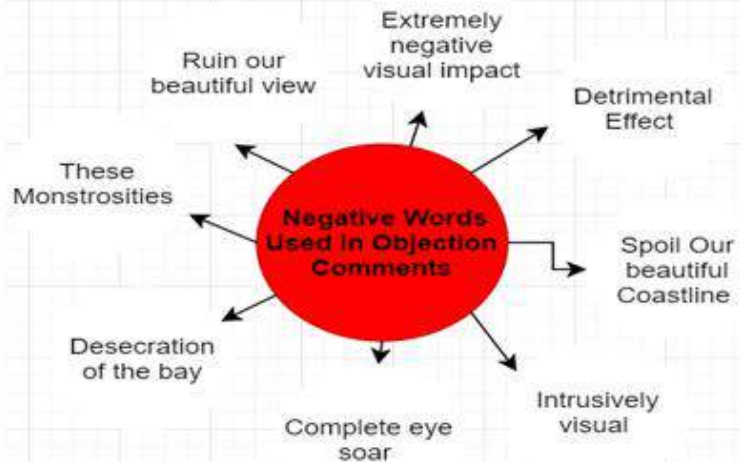 Extremely
negative
visual impact
Ruin our
beautiful view
Detrimental
Effect
These
Monstrosities
Negative Words
Used In Objection
Comments
Spoil Our
beautiful
Coastline
Desecration
of the bay
Intrusively
visual
Complete eye
soar